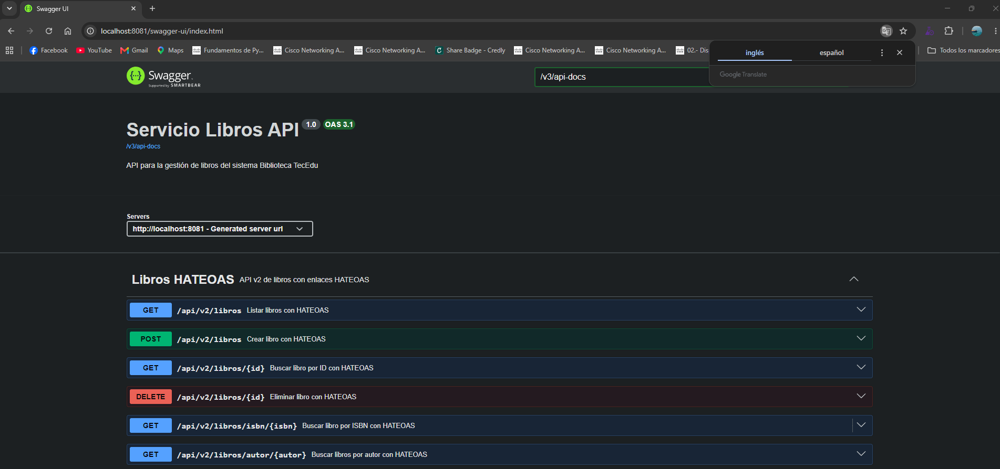 Swagger UI
localhost:8081/swagger-ui/index.html
Facebook YouTube Gmail Maps Fundamentos de Py... Cisco Networking A... Cisco Networking A... Share Badge - Credly Cisco Networking A... Cisco Networking A... 02.- Dis Todos los marcadores
inglés español
Google Translate
Swagger
Supported by SMARTBEAR
/v3/api-docs
Servicio Libros API 1.0 OAS 3.1
/v3/api-docs
API para la gestión de libros del sistema Biblioteca TecEdu
Servers
http://localhost:8081 - Generated server url
Libros HATEOAS API v2 de libros con enlaces HATEOAS
GET /api/v2/libros Listar libros con HATEOAS
POST /api/v2/libros Crear libro con HATEOAS
GET /api/v2/libros/{id} Buscar libro por ID con HATEOAS
DELETE /api/v2/libros/{id} Eliminar libro con HATEOAS
GET /api/v2/libros/isbn/{isbn} Buscar libro por ISBN con HATEOAS
GET /api/v2/libros/autor/{autor} Buscar libros por autor con HATEOAS